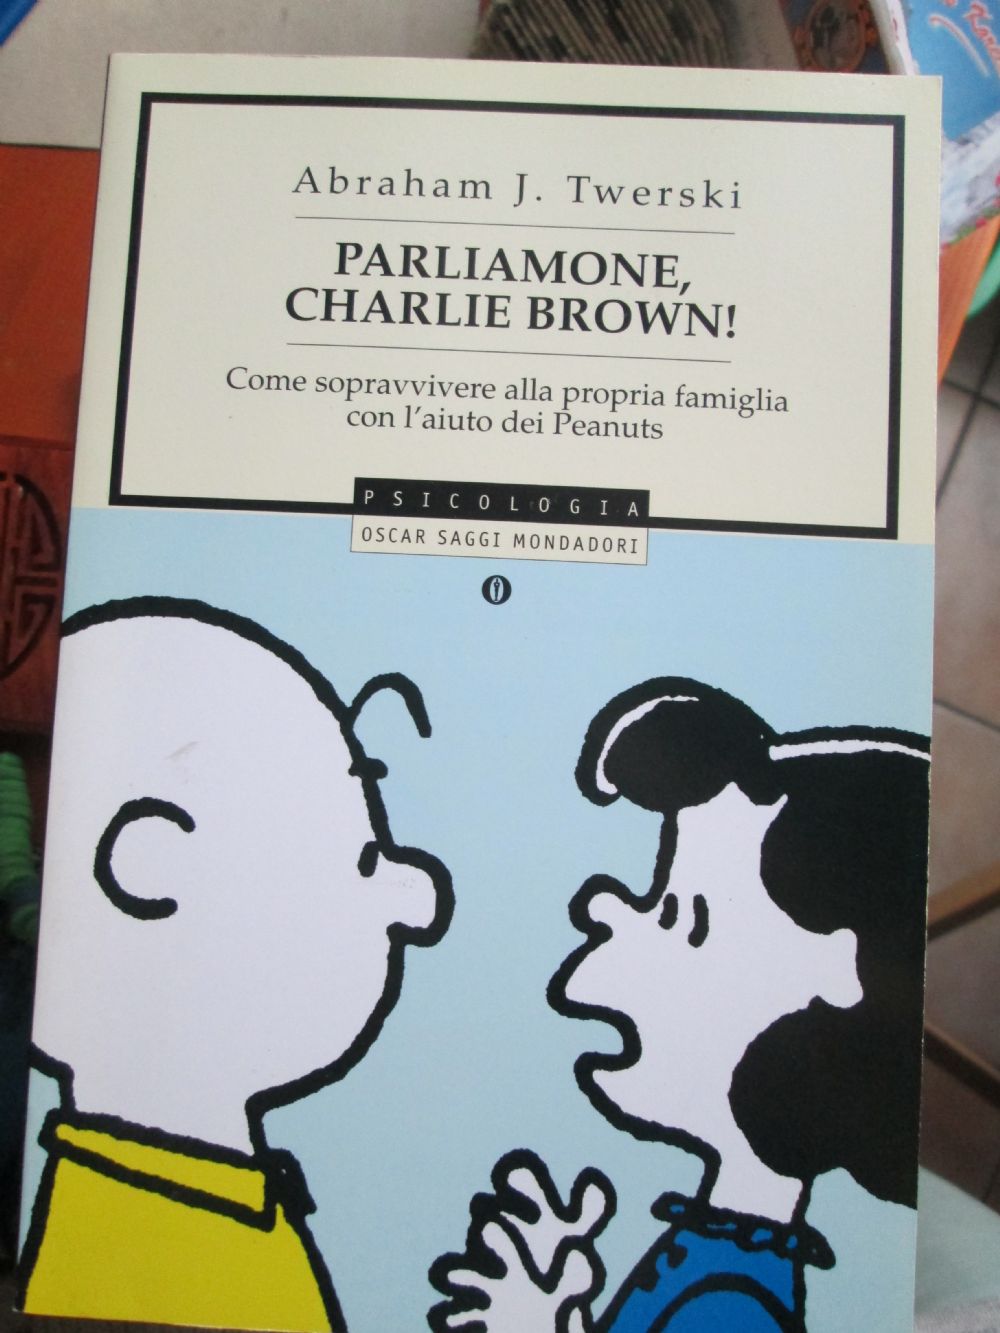 Abraham J. Twerski
PARLIAMONE,
CHARLIE BROWN!
Come sopravvivere alla propria famiglia
con l'aiuto dei Peanuts
PSICOLOGIA
OSCAR SAGGI MONDADORI